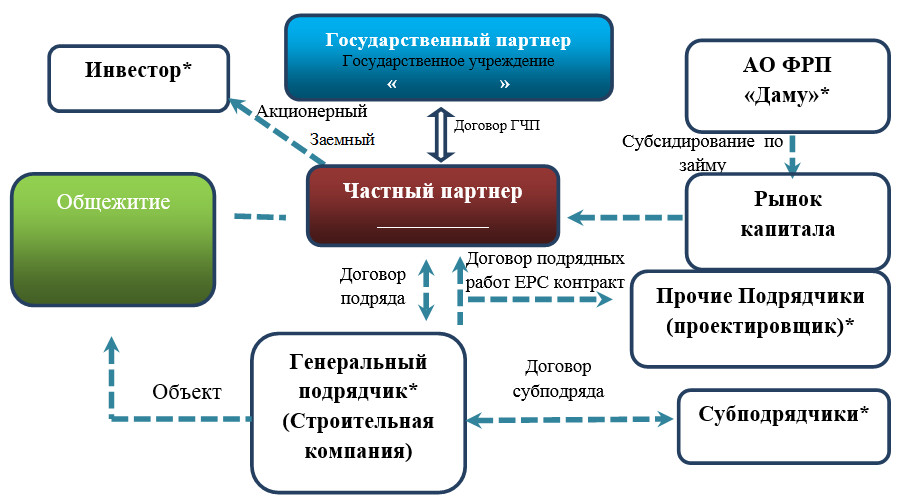 Государственный партнер
Государственное учреждение
« »
Инвестор*
АО ФРП
«Даму»*
Акционерный
Заемный
Договор ГЧП
Субсидирование по
займу
Частный партнер
___________
Общежитие
Рынок
капитала
Договор
подряда
Договор подрядных
работ EPC контракт
Прочие Подрядчики
(проектировщик)*
Генеральный
подрядчик*
(Строительная
компания)
Договор
субподряда
Объект
Субподрядчики*